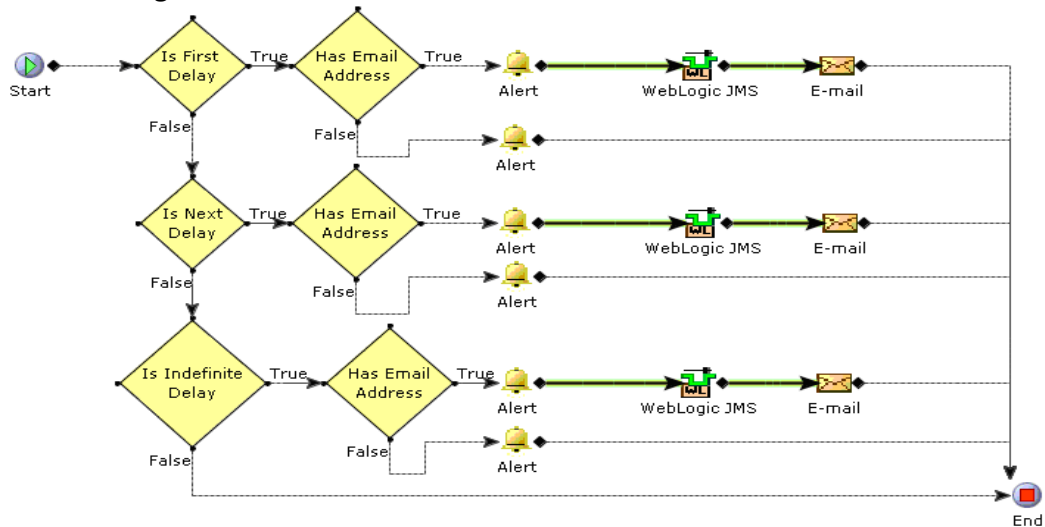 Is First
Delay
True
Has Email
Address
True
Start
Alert
WebLogic JMS
E-mail
False
False
Alert
Is Next
Delay
True
Has Email
Address
True
Alert
WebLogic JMS
E-mail
False
False
Alert
Is Indefinite
Delay
True
Has Email
Address
True
Alert
WebLogic JMS
E-mail
False
False
Alert
End